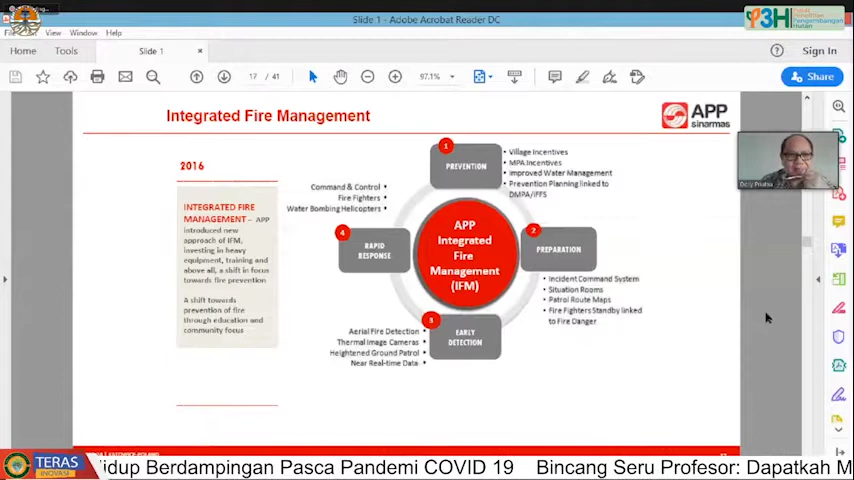 Slide 1 - Adobe Acrobat Reader DC
View Window Help
Home Tools Slide 1 × Sign In
17 / 41 97.1% Share
P3H
Pusat
Penelitian
Pengembangan
Hutan
Integrated Fire Management
APP
sinarmas
2016
INTEGRATED FIRE
MANAGEMENT – APP
introduced new
approach of IFM,
investing in heavy
equipment, training and
above all, a shift in focus
towards fire prevention
A shift towards
prevention of fire
through education and
community focus
1
PREVENTION
• Village Incentives
• MPA Incentives
• Improved Water Management
• Prevention Planning linked to
DMPA/IFFS
Command & Control •
Fire Fighters •
Water Bombing Helicopters •
4
RAPID
RESPONSE
APP
Integrated
Fire
Management
(IFM)
2
PREPARATION
• Incident Command System
• Situation Rooms
• Patrol Route Maps
• Fire Fighters Standby linked
to Fire Danger
3
EARLY
DETECTION
Aerial Fire Detection •
Thermal Image Cameras •
Heightened Ground Patrol •
Near Real-time Data •
TERAS
INOVASI
idup Berdampingan Pasca Pandemi COVID 19 Bincang Seru Profesor: Dapatkah M